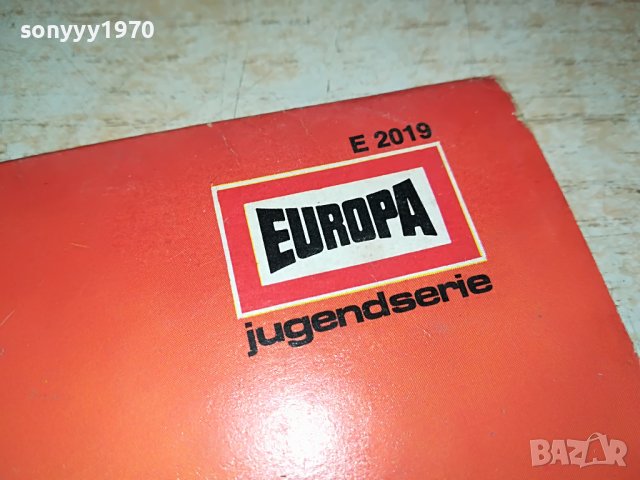 sonyyy1970
E 2019
EUROPA
jugendserie
BAZAR